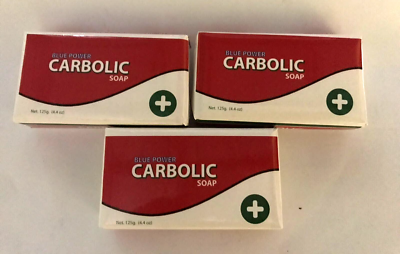 BLUE POWER
CARBOLIC
SOAP
Net. 125g. (4.4 oz)
BLUE POWER
CARBOLIC
SOAP
Net. 125g. (4.4 oz)
BLUE POWER
CARBOLIC
SOAP
Net. 125g. (4.4 oz)